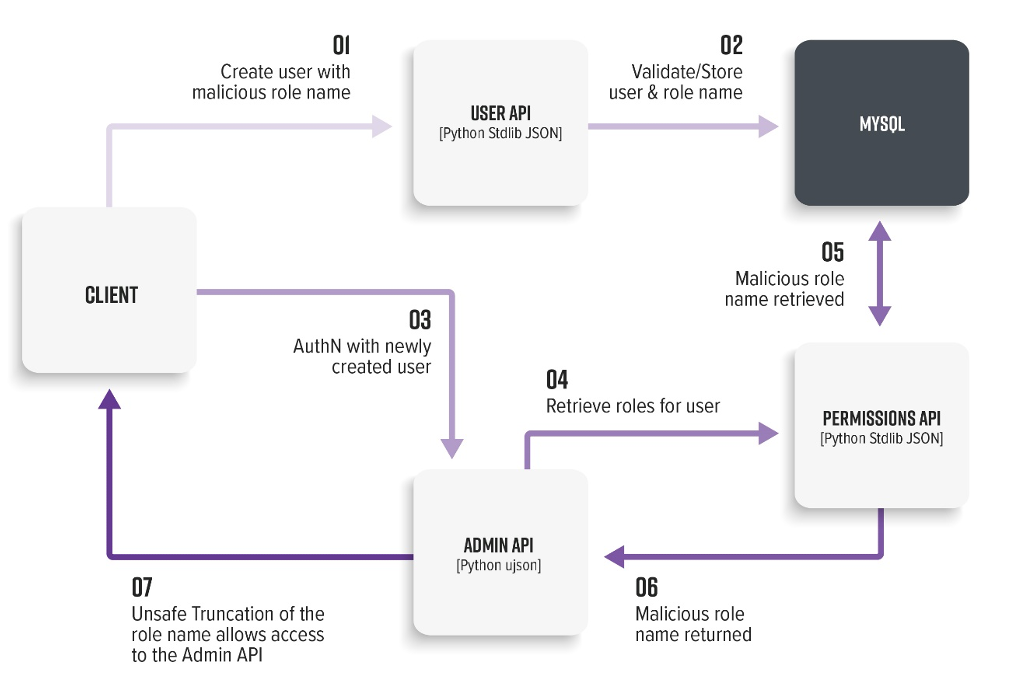 01
Create user with
malicious role name
USER API
[Python Stdlib JSON]
02
Validate/Store
user & role name
MYSQL
CLIENT
03
AuthN with newly
created user
04
Retrieve roles for user
05
Malicious role
name retrieved
PERMISSIONS API
[Python Stdlib JSON]
ADMIN API
[Python ujson]
06
Malicious role
name returned
07
Unsafe Truncation of the
role name allows access
to the Admin API